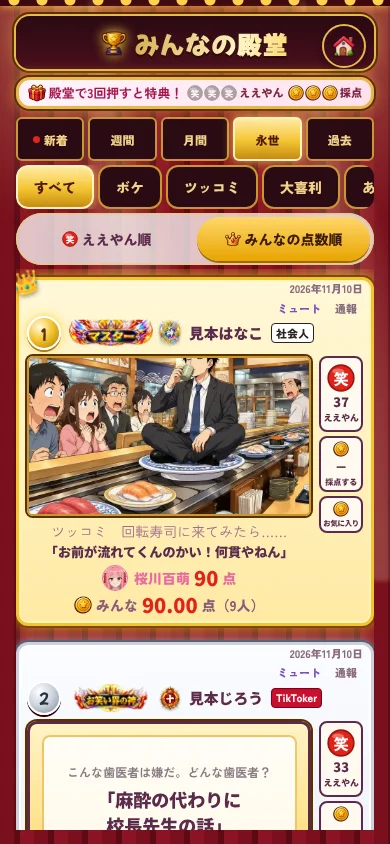 みんなの殿堂
殿堂で3回押すと特典！ 笑笑笑 ええやん 採点
新着 週間 月間 永世 過去
すべて ボケ ツッコミ 大喜利 あ
笑 ええやん順 みんなの点数順
2026年11月10日
ミュート 通報
1 マスター 神 見本はなこ 社会人
笑
37
ええやん
—
採点する
お気に入り
ツッコミ 回転寿司に来てみたら……
「お前が流れてくんのかい！何貫やねん」
桜川百萌 90 点
みんな 90.00 点（9人）
2026年11月10日
ミュート 通報
2 お笑い界の神 見本じろう TikToker
笑
33
ええやん
こんな歯医者は嫌だ。どんな歯医者？
「麻酔の代わりに
校長先生の話」